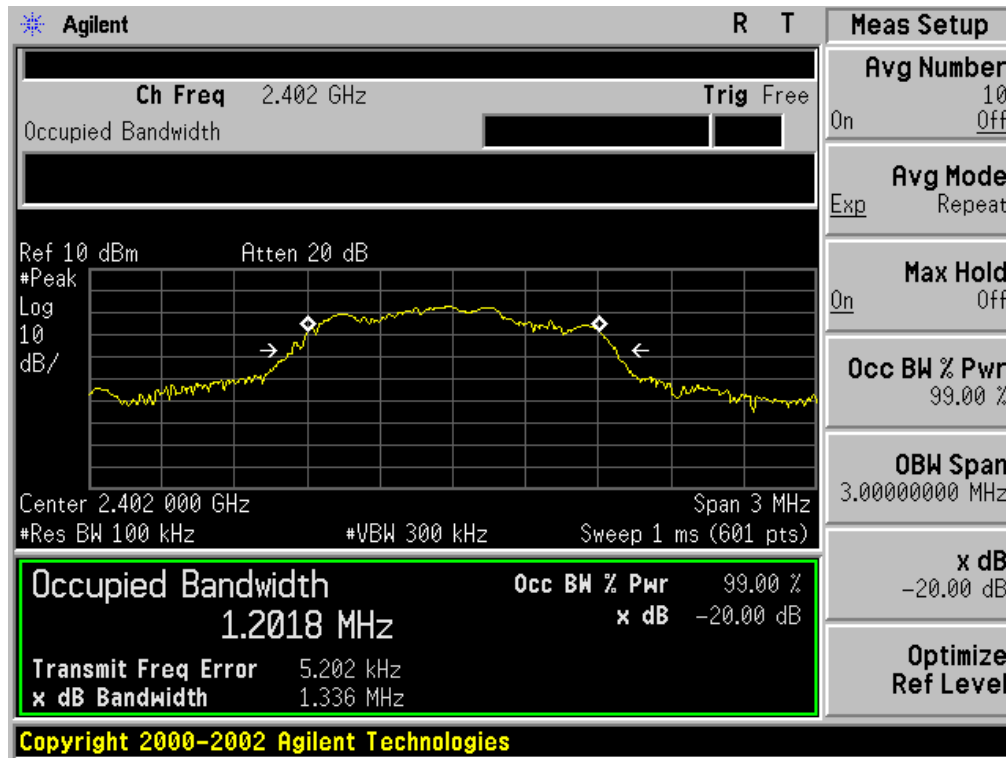 Agilent R T
Ch Freq 2.402 GHz Trig Free
Occupied Bandwidth
Ref 10 dBm Atten 20 dB
#Peak
Log
10
dB/
Center 2.402 000 GHz Span 3 MHz
#Res BW 100 kHz #VBW 300 kHz Sweep 1 ms (601 pts)
Occupied Bandwidth Occ BW % Pwr 99.00 %
1.2018 MHz x dB -20.00 dB
Transmit Freq Error 5.202 kHz
x dB Bandwidth 1.336 MHz
Copyright 2000-2002 Agilent Technologies
Meas Setup
Avg Number
10
On Off
Avg Mode
Exp Repeat
Max Hold
On Off
Occ BW % Pwr
99.00 %
OBW Span
3.00000000 MHz
x dB
-20.00 dB
Optimize
Ref Level